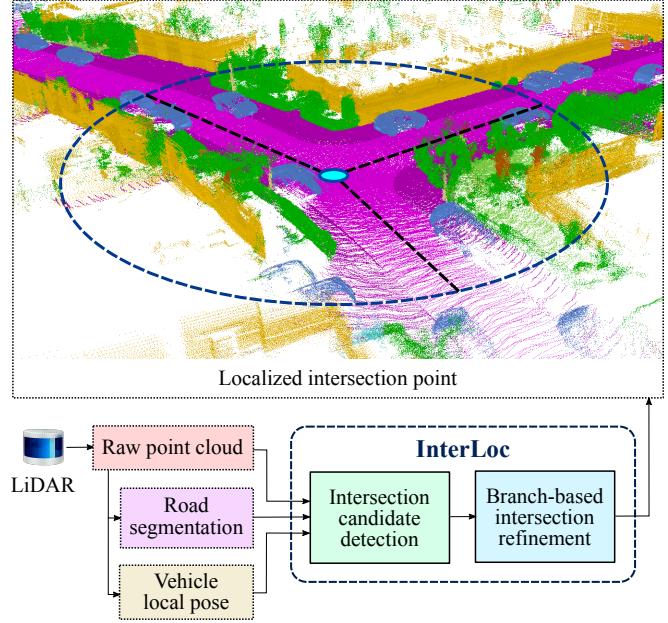 Localized intersection point
InterLoc
LiDAR
Raw point cloud
Road
segmentation
Vehicle
local pose
Intersection
candidate
detection
Branch-based
intersection
refinement